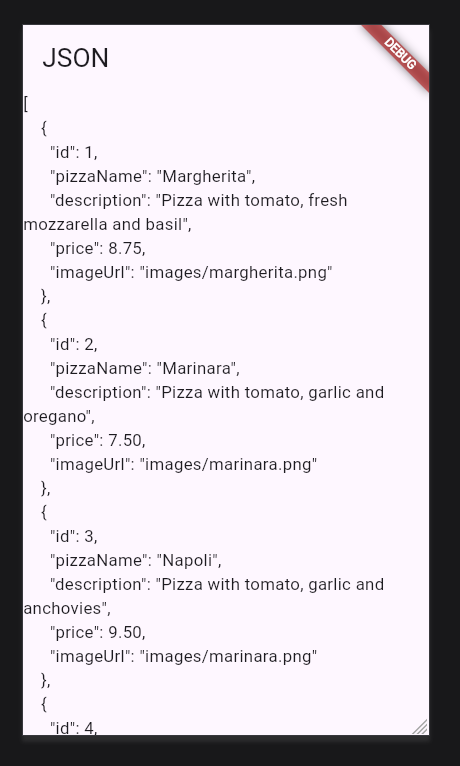 JSON
DEBUG
[
{
"id": 1,
"pizzaName": "Margherita",
"description": "Pizza with tomato, fresh
mozzarella and basil",
"price": 8.75,
"imageUrl": "images/margherita.png"
},
{
"id": 2,
"pizzaName": "Marinara",
"description": "Pizza with tomato, garlic and
oregano",
"price": 7.50,
"imageUrl": "images/marinara.png"
},
{
"id": 3,
"pizzaName": "Napoli",
"description": "Pizza with tomato, garlic and
anchovies",
"price": 9.50,
"imageUrl": "images/marinara.png"
},
{
"id": 4,